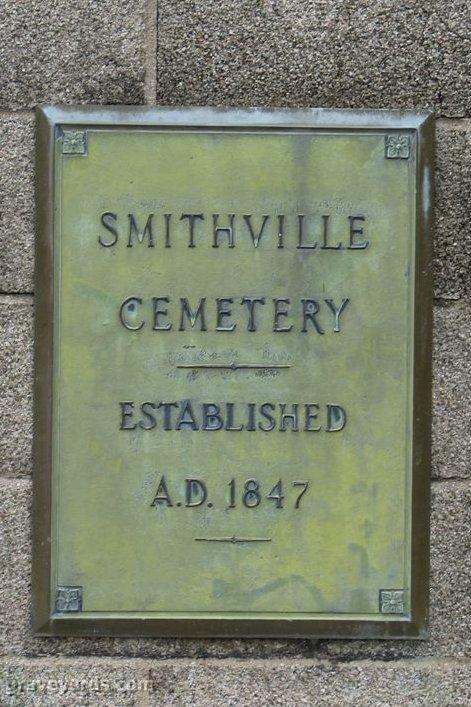 SMITHVILLE
CEMETERY
ESTABLISHED
A.D. 1847
graveyards.com